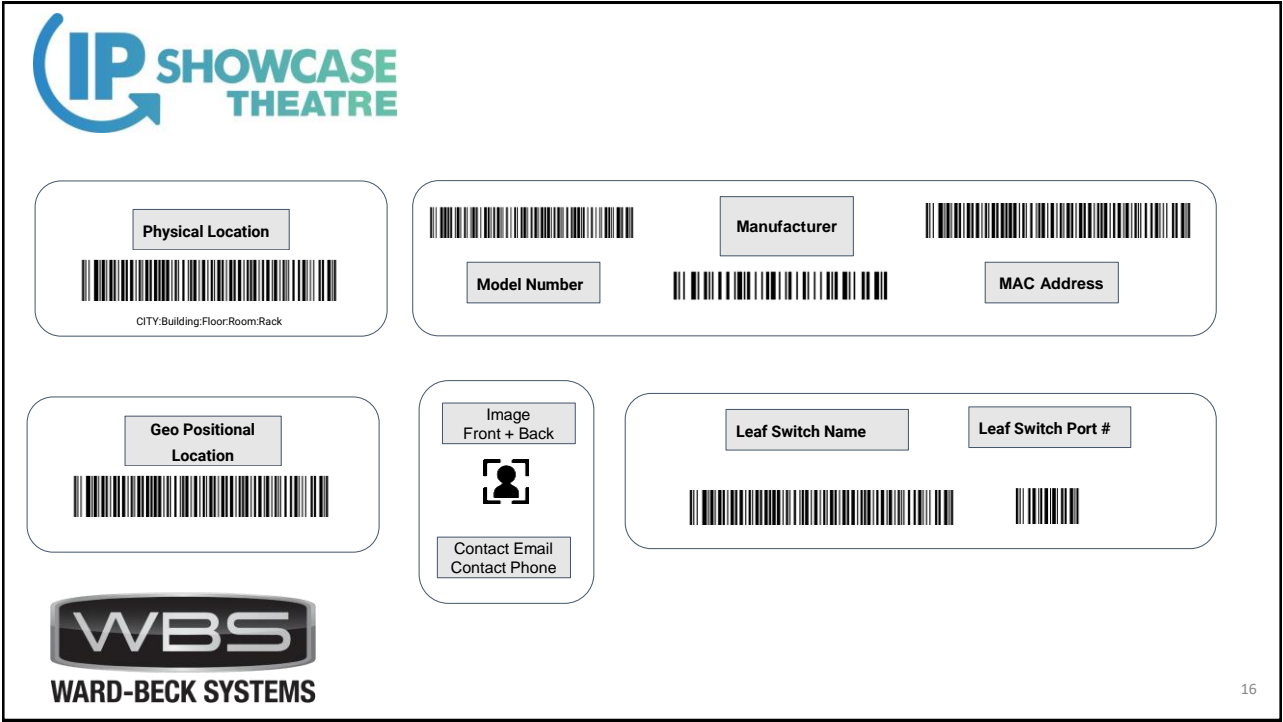 IP SHOWCASE
THEATRE
Physical Location
CITY:Building:Floor:Room:Rack
Manufacturer
Model Number
MAC Address
Geo Positional
Location
Image
Front + Back
Contact Email
Contact Phone
Leaf Switch Name
Leaf Switch Port #
WBS
WARD-BECK SYSTEMS
16